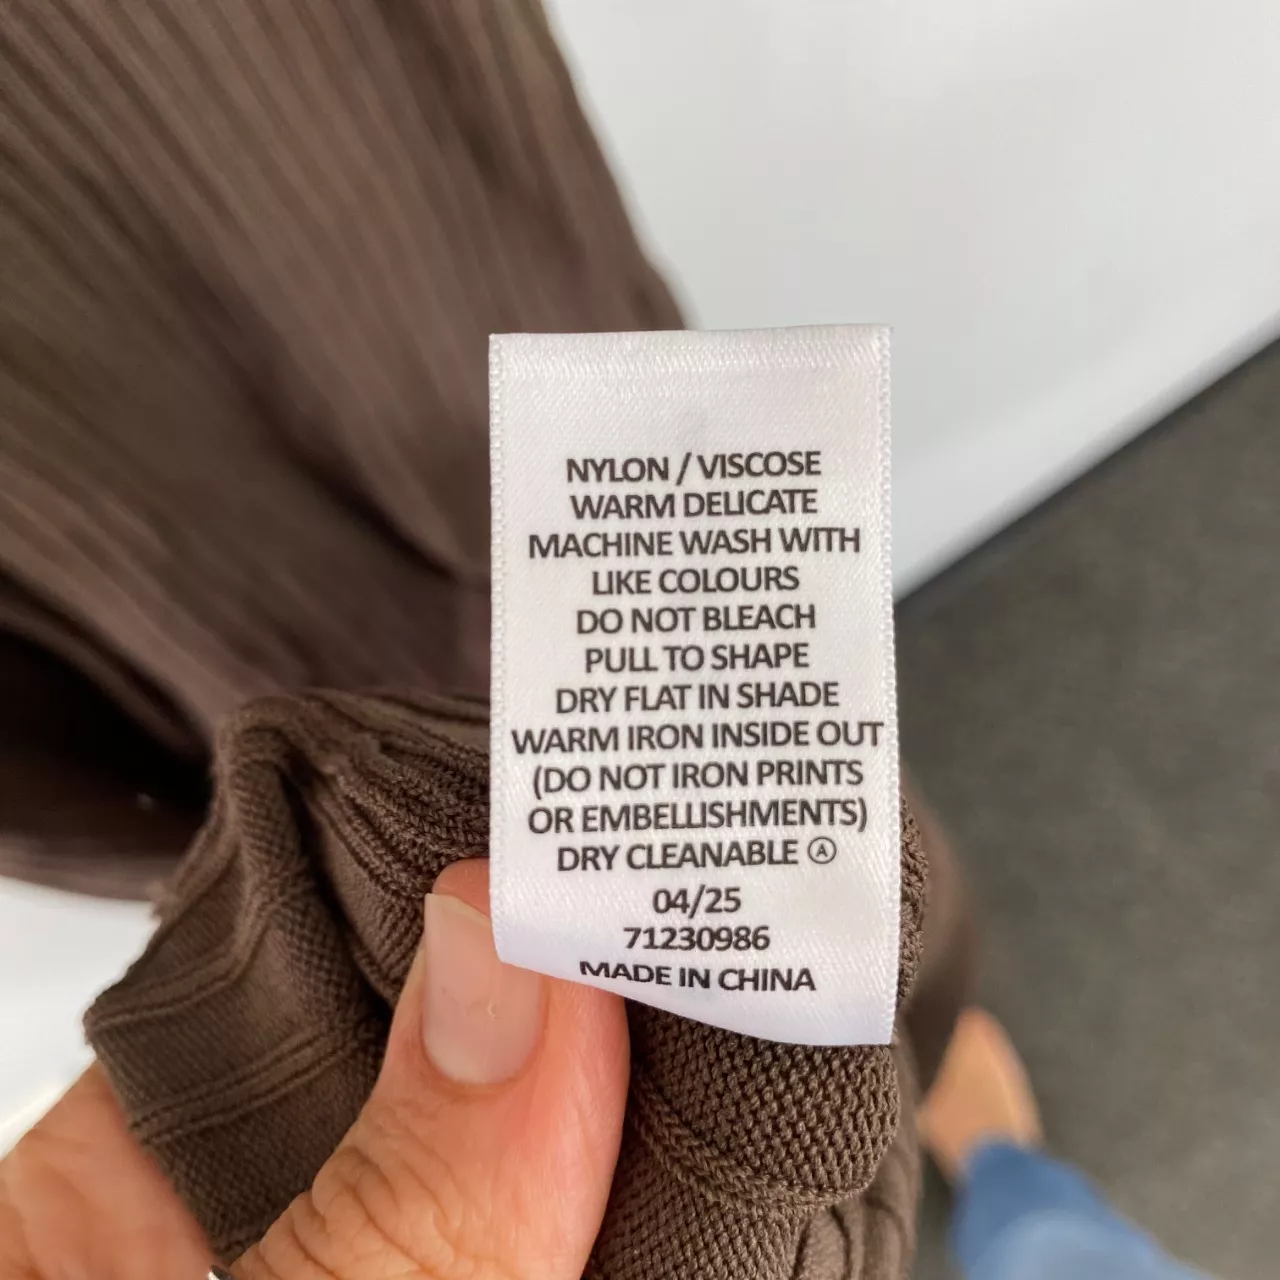 NYLON / VISCOSE
WARM DELICATE
MACHINE WASH WITH
LIKE COLOURS
DO NOT BLEACH
PULL TO SHAPE
DRY FLAT IN SHADE
WARM IRON INSIDE OUT
(DO NOT IRON PRINTS
OR EMBELLISHMENTS)
DRY CLEANABLE Ⓐ
04/25
71230986
MADE IN CHINA